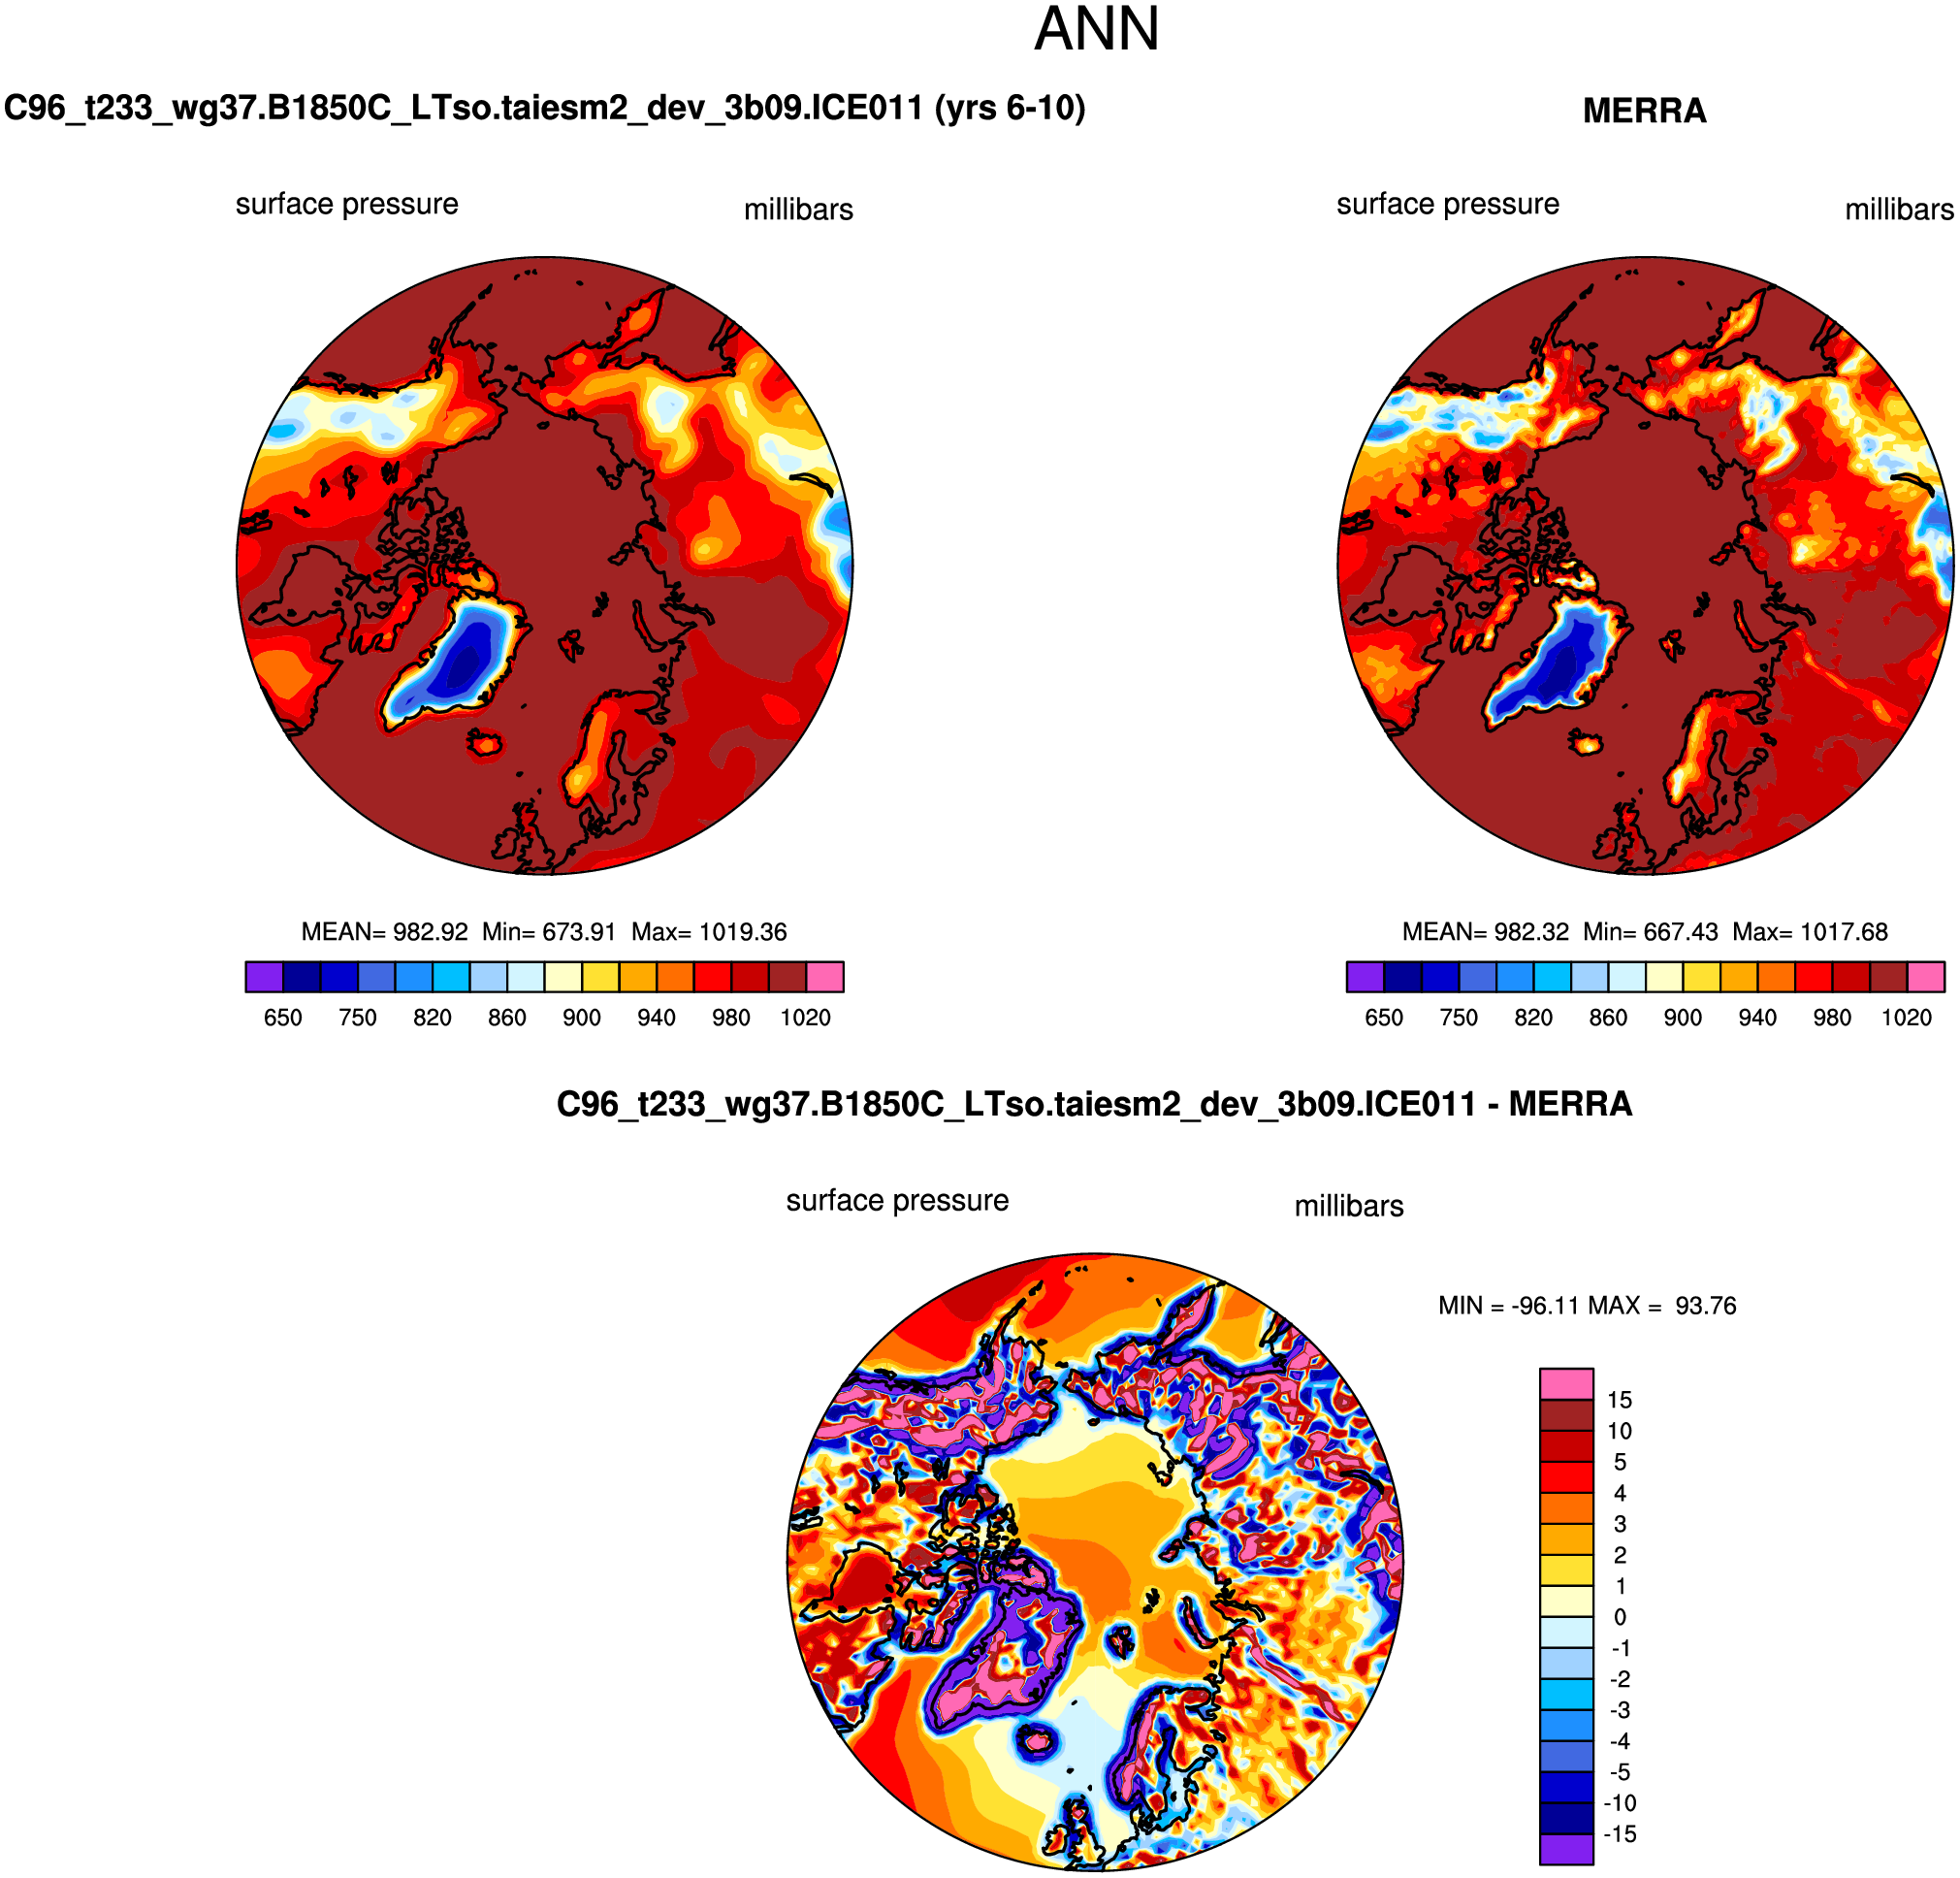 ANN
C96_t233_wg37.B1850C_LTso.taiesm2_dev_3b09.ICE011 (yrs 6-10)
MERRA
surface pressure millibars
surface pressure millibars
MEAN= 982.92 Min= 673.91 Max= 1019.36
MEAN= 982.32 Min= 667.43 Max= 1017.68
650 750 820 860 900 940 980 1020
650 750 820 860 900 940 980 1020
C96_t233_wg37.B1850C_LTso.taiesm2_dev_3b09.ICE011 - MERRA
surface pressure millibars
MIN = -96.11 MAX = 93.76
15
10
5
4
3
2
1
0
-1
-2
-3
-4
-5
-10
-15